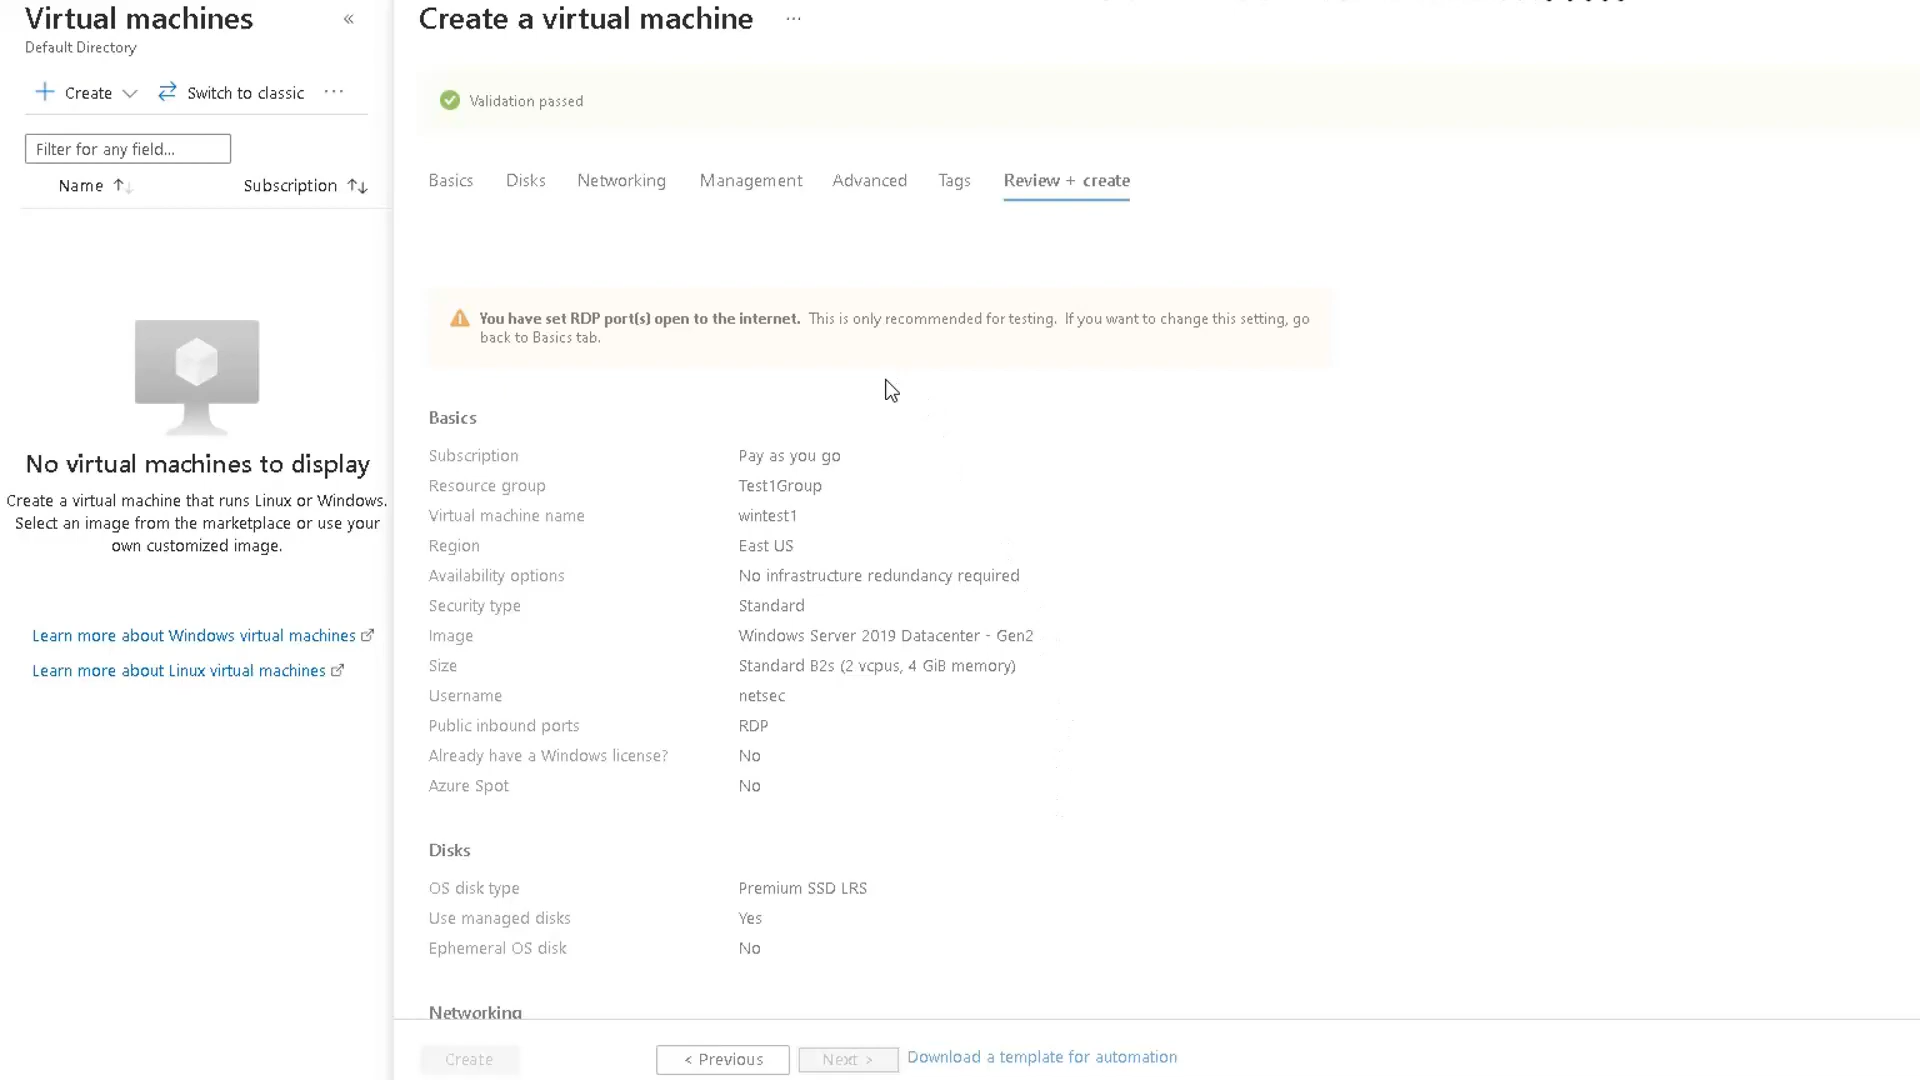 Virtual machines
«
Default Directory
Create
Switch to classic
...
Filter for any field...
Name ↑↓
Subscription ↑↓
No virtual machines to display
Create a virtual machine that runs Linux or Windows.
Select an image from the marketplace or use your
own customized image.
Learn more about Windows virtual machines
Learn more about Linux virtual machines
Create a virtual machine ...
Validation passed
Basics
Disks
Networking
Management
Advanced
Tags
Review + create
You have set RDP port(s) open to the internet. This is only recommended for testing. If you want to change this setting, go
back to Basics tab.
Basics
Subscription Pay as you go
Resource group Test1Group
Virtual machine name wintest1
Region East US
Availability options No infrastructure redundancy required
Security type Standard
Image Windows Server 2019 Datacenter - Gen2
Size Standard B2s (2 vcpus, 4 GiB memory)
Username netsec
Public inbound ports RDP
Already have a Windows license? No
Azure Spot No
Disks
OS disk type Premium SSD LRS
Use managed disks Yes
Ephemeral OS disk No
Networking
Create
< Previous
Next >
Download a template for automation